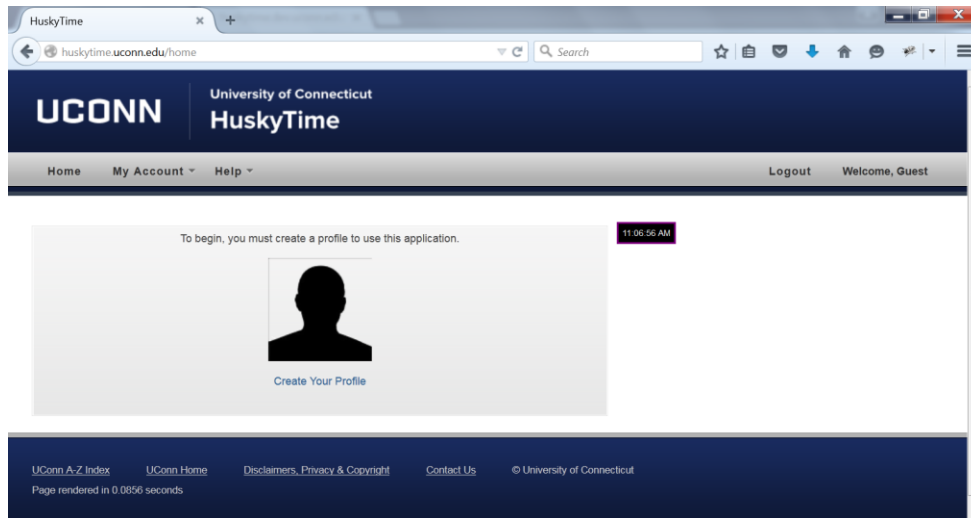 HuskyTime
huskytime.uconn.edu/home
Search
UCONN
University of Connecticut
HuskyTime
Home My Account Help Logout Welcome, Guest
To begin, you must create a profile to use this application.
11:06:56 AM
Create Your Profile
UConn A-Z Index UConn Home Disclaimers, Privacy & Copyright Contact Us © University of Connecticut
Page rendered in 0.0856 seconds